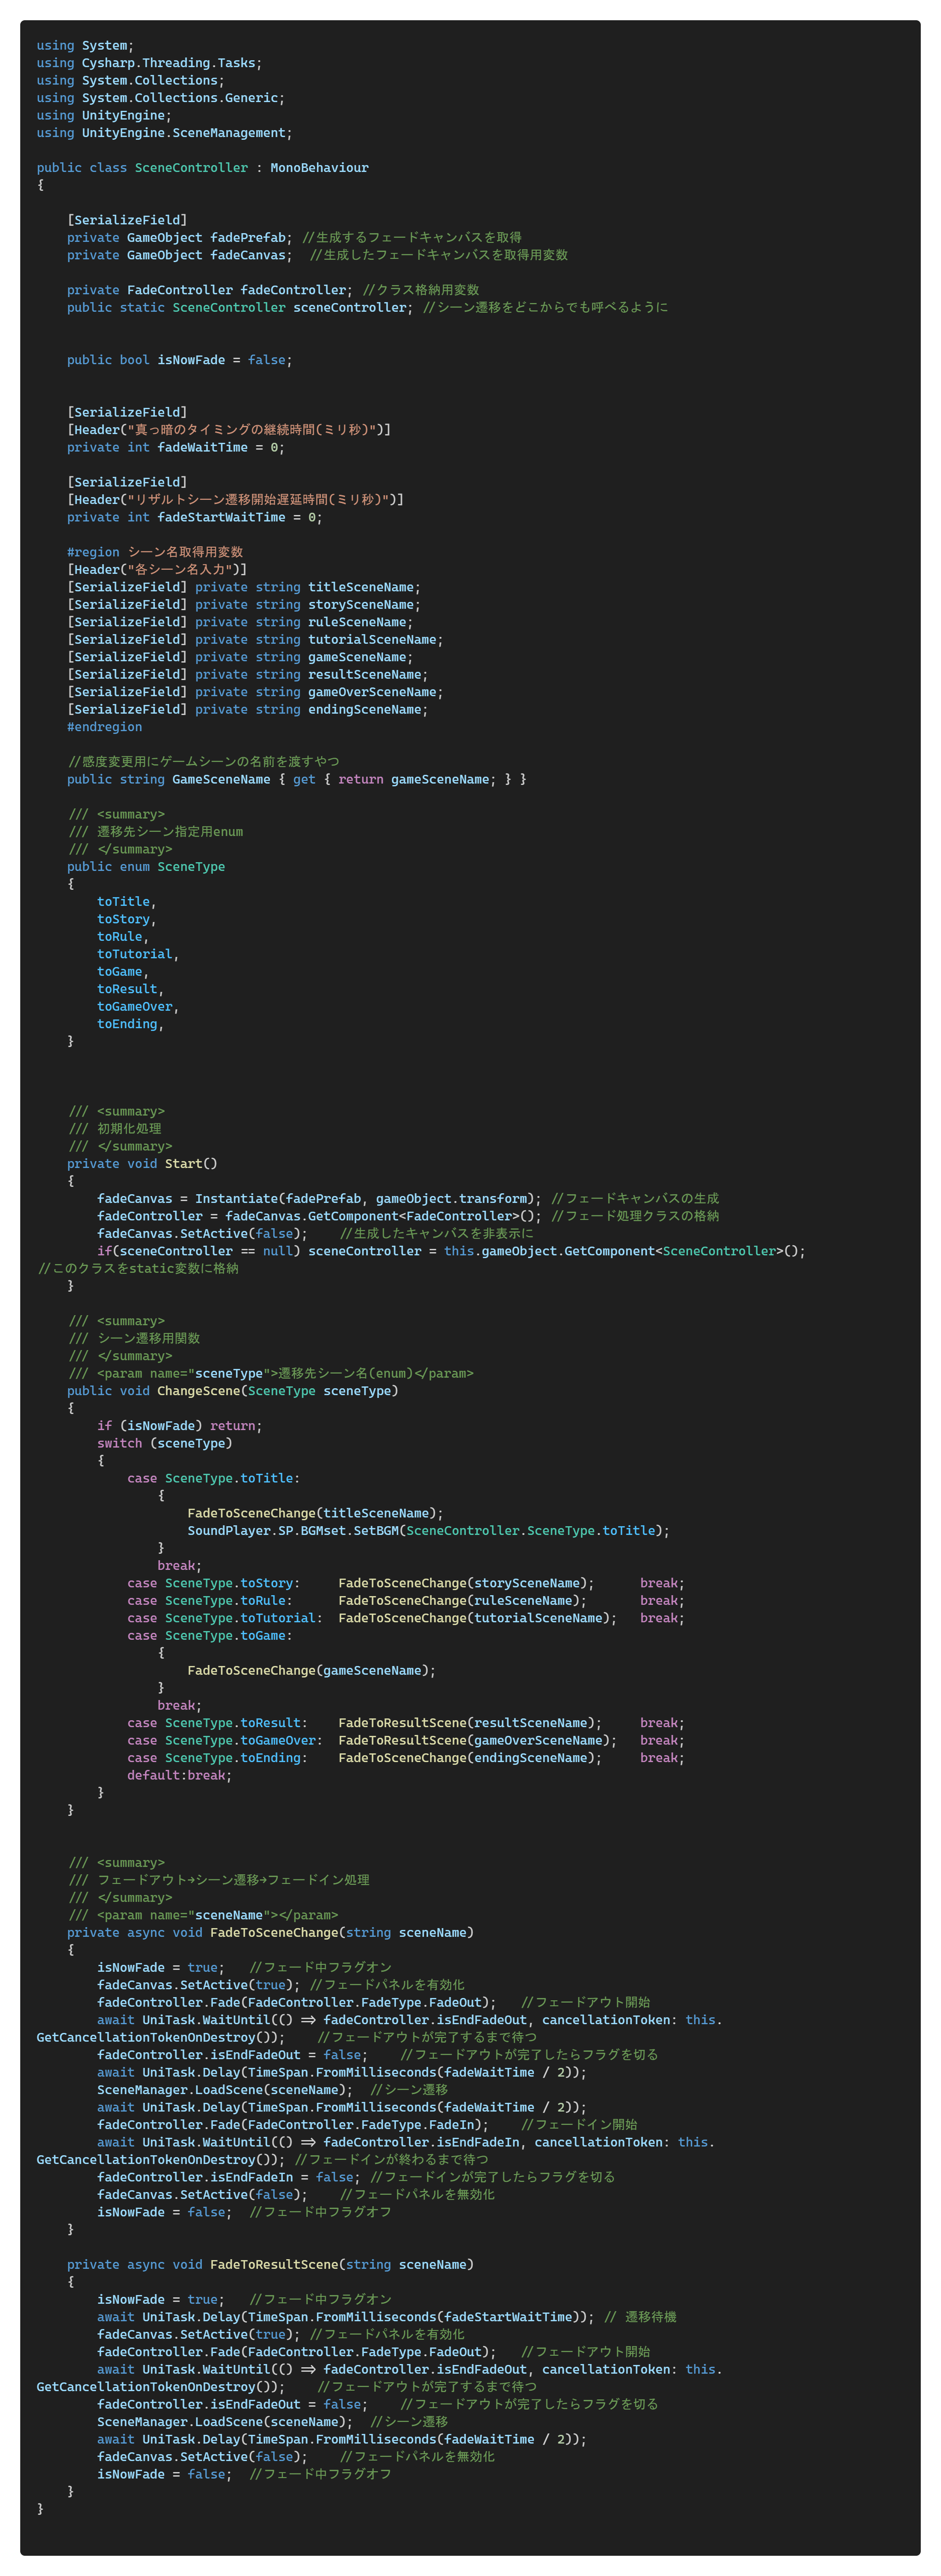 using System;
using Cysharp.Threading.Tasks;
using System.Collections;
using System.Collections.Generic;
using UnityEngine;
using UnityEngine.SceneManagement;

public class SceneController : MonoBehaviour
{

    [SerializeField]
    private GameObject fadePrefab; //生成するフェードキャンバスを取得
    private GameObject fadeCanvas;  //生成したフェードキャンバスを取得用変数

    private FadeController fadeController; //クラス格納用変数
    public static SceneController sceneController; //シーン遷移をどこからでも呼べるように


    public bool isNowFade = false;


    [SerializeField]
    [Header("真っ暗のタイミングの継続時間(ミリ秒)")]
    private int fadeWaitTime = 0;

    [SerializeField]
    [Header("リザルトシーン遷移開始遅延時間(ミリ秒)")]
    private int fadeStartWaitTime = 0;

    #region シーン名取得用変数
    [Header("各シーン名入力")]
    [SerializeField] private string titleSceneName;
    [SerializeField] private string storySceneName;
    [SerializeField] private string ruleSceneName;
    [SerializeField] private string tutorialSceneName;
    [SerializeField] private string gameSceneName;
    [SerializeField] private string resultSceneName;
    [SerializeField] private string gameOverSceneName;
    [SerializeField] private string endingSceneName;
    #endregion

    //感度変更用にゲームシーンの名前を渡すやつ
    public string GameSceneName { get { return gameSceneName; } }

    /// <summary>
    /// 遷移先シーン指定用enum
    /// </summary>
    public enum SceneType
    {
        toTitle,
        toStory,
        toRule,
        toTutorial,
        toGame,
        toResult,
        toGameOver,
        toEnding,
    }



    /// <summary>
    /// 初期化処理
    /// </summary>
    private void Start()
    {
        fadeCanvas = Instantiate(fadePrefab, gameObject.transform); //フェードキャンバスの生成
        fadeController = fadeCanvas.GetComponent<FadeController>(); //フェード処理クラスの格納
        fadeCanvas.SetActive(false);    //生成したキャンバスを非表示に
        if(sceneController == null) sceneController = this.gameObject.GetComponent<SceneController>();
//このクラスをstatic変数に格納
    }

    /// <summary>
    /// シーン遷移用関数
    /// </summary>
    /// <param name="sceneType">遷移先シーン名(enum)</param>
    public void ChangeScene(SceneType sceneType)
    {
        if (isNowFade) return;
        switch (sceneType)
        {
            case SceneType.toTitle:
                {
                    FadeToSceneChange(titleSceneName);
                    SoundPlayer.SP.BGMset.SetBGM(SceneController.SceneType.toTitle);
                }
                break;
            case SceneType.toStory:     FadeToSceneChange(storySceneName);      break;
            case SceneType.toRule:      FadeToSceneChange(ruleSceneName);       break;
            case SceneType.toTutorial:  FadeToSceneChange(tutorialSceneName);   break;
            case SceneType.toGame:
                {
                    FadeToSceneChange(gameSceneName);
                }
                break;
            case SceneType.toResult:    FadeToResultScene(resultSceneName);     break;
            case SceneType.toGameOver:  FadeToResultScene(gameOverSceneName);   break;
            case SceneType.toEnding:    FadeToSceneChange(endingSceneName);     break;
            default:break;
        }
    }


    /// <summary>
    /// フェードアウト→シーン遷移→フェードイン処理
    /// </summary>
    /// <param name="sceneName"></param>
    private async void FadeToSceneChange(string sceneName)
    {
        isNowFade = true;   //フェード中フラグオン
        fadeCanvas.SetActive(true); //フェードパネルを有効化
        fadeController.Fade(FadeController.FadeType.FadeOut);   //フェードアウト開始
        await UniTask.WaitUntil(() => fadeController.isEndFadeOut, cancellationToken: this.
GetCancellationTokenOnDestroy());    //フェードアウトが完了するまで待つ
        fadeController.isEndFadeOut = false;    //フェードアウトが完了したらフラグを切る
        await UniTask.Delay(TimeSpan.FromMilliseconds(fadeWaitTime / 2));
        SceneManager.LoadScene(sceneName);  //シーン遷移
        await UniTask.Delay(TimeSpan.FromMilliseconds(fadeWaitTime / 2));
        fadeController.Fade(FadeController.FadeType.FadeIn);    //フェードイン開始
        await UniTask.WaitUntil(() => fadeController.isEndFadeIn, cancellationToken: this.
GetCancellationTokenOnDestroy()); //フェードインが終わるまで待つ
        fadeController.isEndFadeIn = false; //フェードインが完了したらフラグを切る
        fadeCanvas.SetActive(false);    //フェードパネルを無効化
        isNowFade = false;  //フェード中フラグオフ
    }

    private async void FadeToResultScene(string sceneName)
    {
        isNowFade = true;   //フェード中フラグオン
        await UniTask.Delay(TimeSpan.FromMilliseconds(fadeStartWaitTime)); // 遷移待機
        fadeCanvas.SetActive(true); //フェードパネルを有効化
        fadeController.Fade(FadeController.FadeType.FadeOut);   //フェードアウト開始
        await UniTask.WaitUntil(() => fadeController.isEndFadeOut, cancellationToken: this.
GetCancellationTokenOnDestroy());    //フェードアウトが完了するまで待つ
        fadeController.isEndFadeOut = false;    //フェードアウトが完了したらフラグを切る
        SceneManager.LoadScene(sceneName);  //シーン遷移
        await UniTask.Delay(TimeSpan.FromMilliseconds(fadeWaitTime / 2));
        fadeCanvas.SetActive(false);    //フェードパネルを無効化
        isNowFade = false;  //フェード中フラグオフ
    }
}